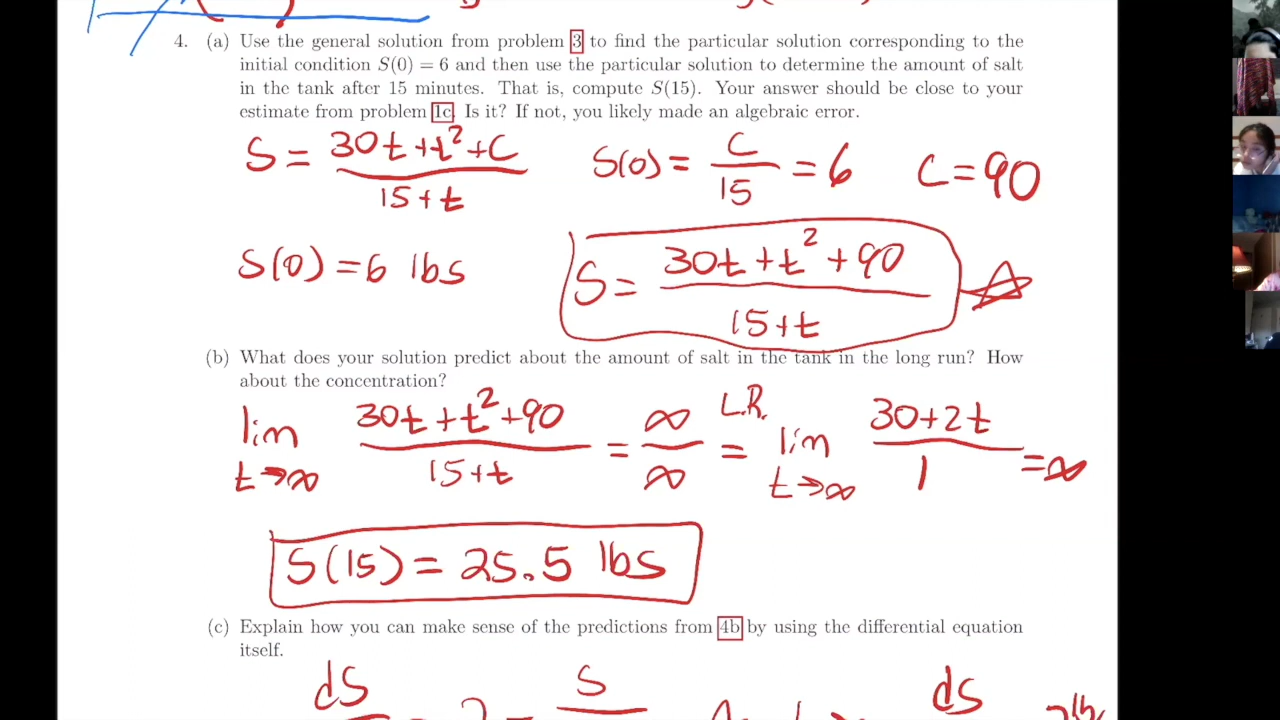 4. (a) Use the general solution from problem 3 to find the particular solution corresponding to the
initial condition S(0) = 6 and then use the particular solution to determine the amount of salt
in the tank after 15 minutes. That is, compute S(15). Your answer should be close to your
estimate from problem 1c. Is it? If not, you likely made an algebraic error.
S = (30t + t² + C)/(15 + t) S(0) = C/15 = 6 C = 90
S(0) = 6 lbs S = (30t + t² + 90)/(15 + t)
(b) What does your solution predict about the amount of salt in the tank in the long run? How
about the concentration?
lim t→∞ (30t + t² + 90)/(15 + t) = ∞/∞ L.R. = lim t→∞ (30 + 2t)/1 = ∞
S(15) = 25.5 lbs
(c) Explain how you can make sense of the predictions from 4b by using the differential equation
itself.
dS S dS